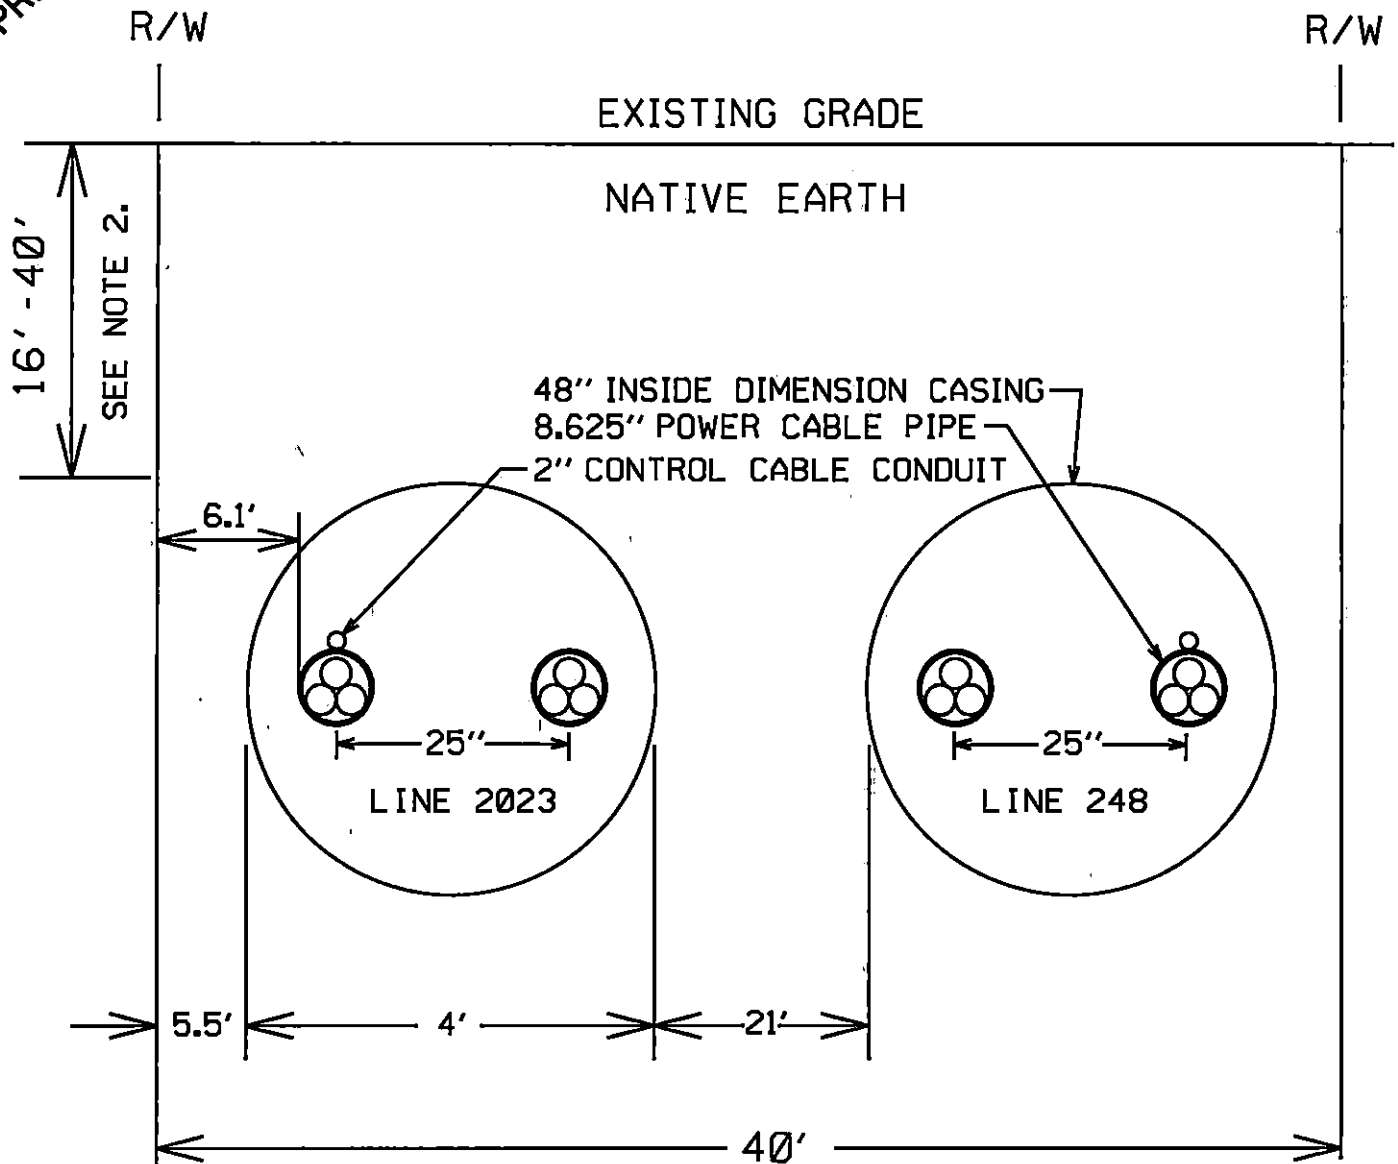 R/W
R/W
EXISTING GRADE
NATIVE EARTH
16'-40'
SEE NOTE 2.
48" INSIDE DIMENSION CASING
8.625" POWER CABLE PIPE
2" CONTROL CABLE CONDUIT
6.1'
25"
25"
LINE 2023
LINE 248
5.5'
4'
21'
40'